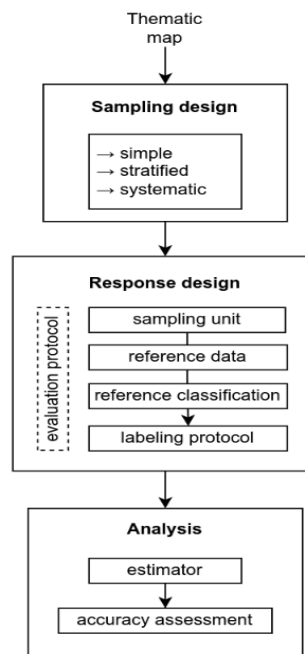 Thematic
map
Sampling design
→ simple
→ stratified
→ systematic
Response design
evaluation protocol
sampling unit
reference data
reference classification
labeling protocol
Analysis
estimator
accuracy assessment